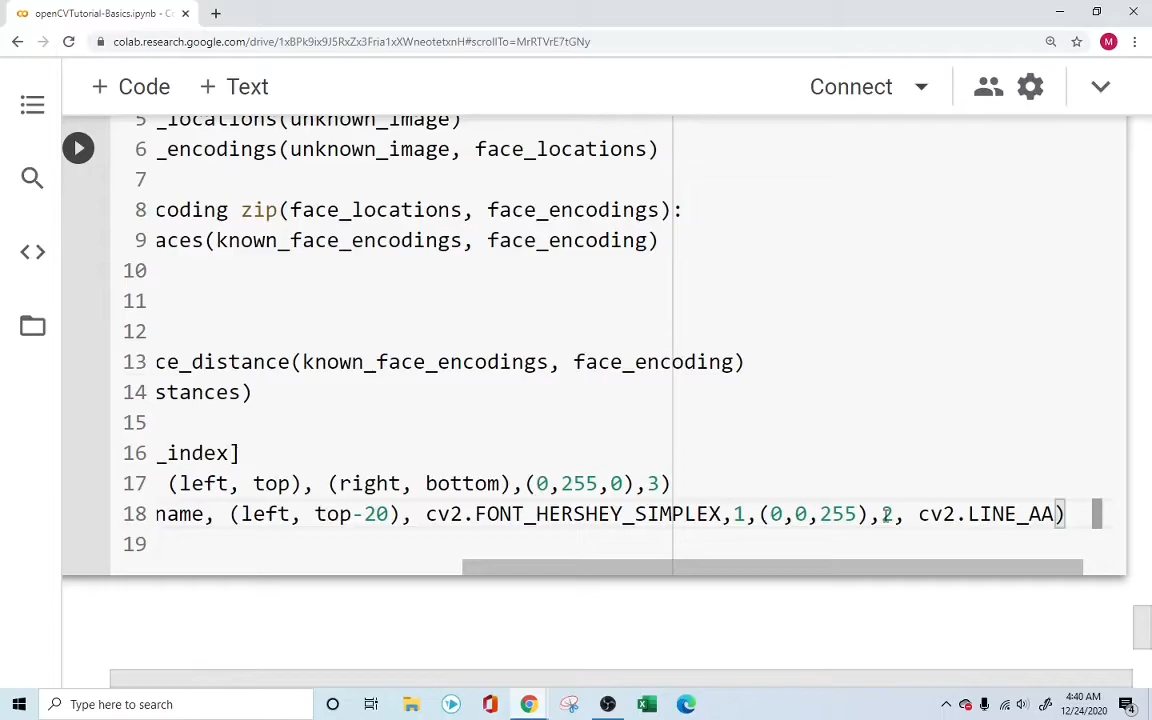 openCVTutorial-Basics.ipynb - C
colab.research.google.com/drive/1xBPk9ix9J5RxZx3Fria1xXWneotetxnH#scrollTo=MrRTVrE7tGNy
M
+ Code + Text Connect
5 _locations(unknown_image)
6 _encodings(unknown_image, face_locations)
7
8 coding zip(face_locations, face_encodings):
9 aces(known_face_encodings, face_encoding)
10
11
12
13 ce_distance(known_face_encodings, face_encoding)
14 stances)
15
16 _index]
17 (left, top), (right, bottom),(0,255,0),3)
18 name, (left, top-20), cv2.FONT_HERSHEY_SIMPLEX,1,(0,0,255),2, cv2.LINE_AA)
19
Type here to search
4:40 AM
12/24/2020
4